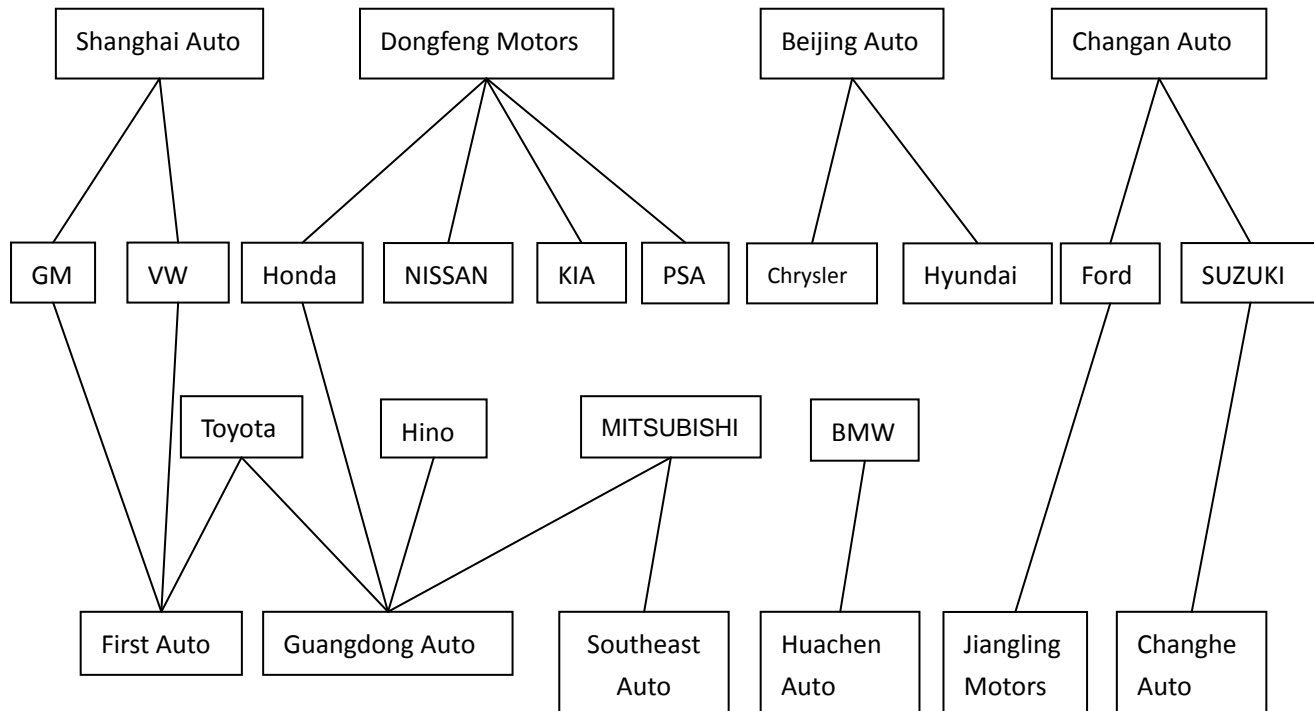 Shanghai Auto
Dongfeng Motors
Beijing Auto
Changan Auto
GM
VW
Honda
NISSAN
KIA
PSA
Chrysler
Hyundai
Ford
SUZUKI
Toyota
Hino
MITSUBISHI
BMW
First Auto
Guangdong Auto
Southeast
Auto
Huachen
Auto
Jiangling
Motors
Changhe
Auto